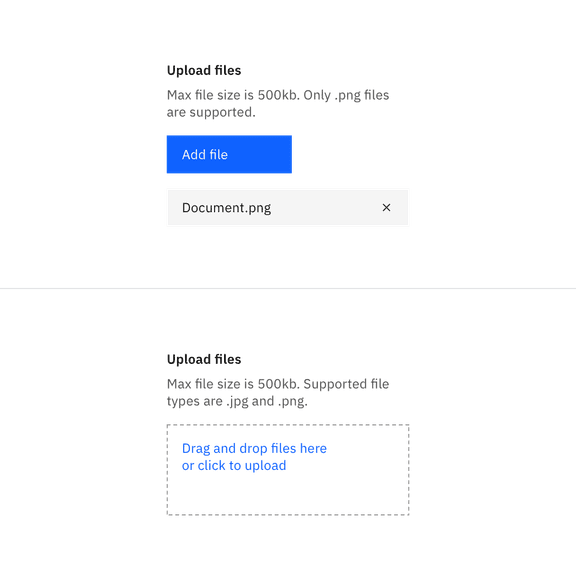 Upload files
Max file size is 500kb. Only .png files
are supported.
Add file
Document.png
Upload files
Max file size is 500kb. Supported file
types are .jpg and .png.
Drag and drop files here
or click to upload